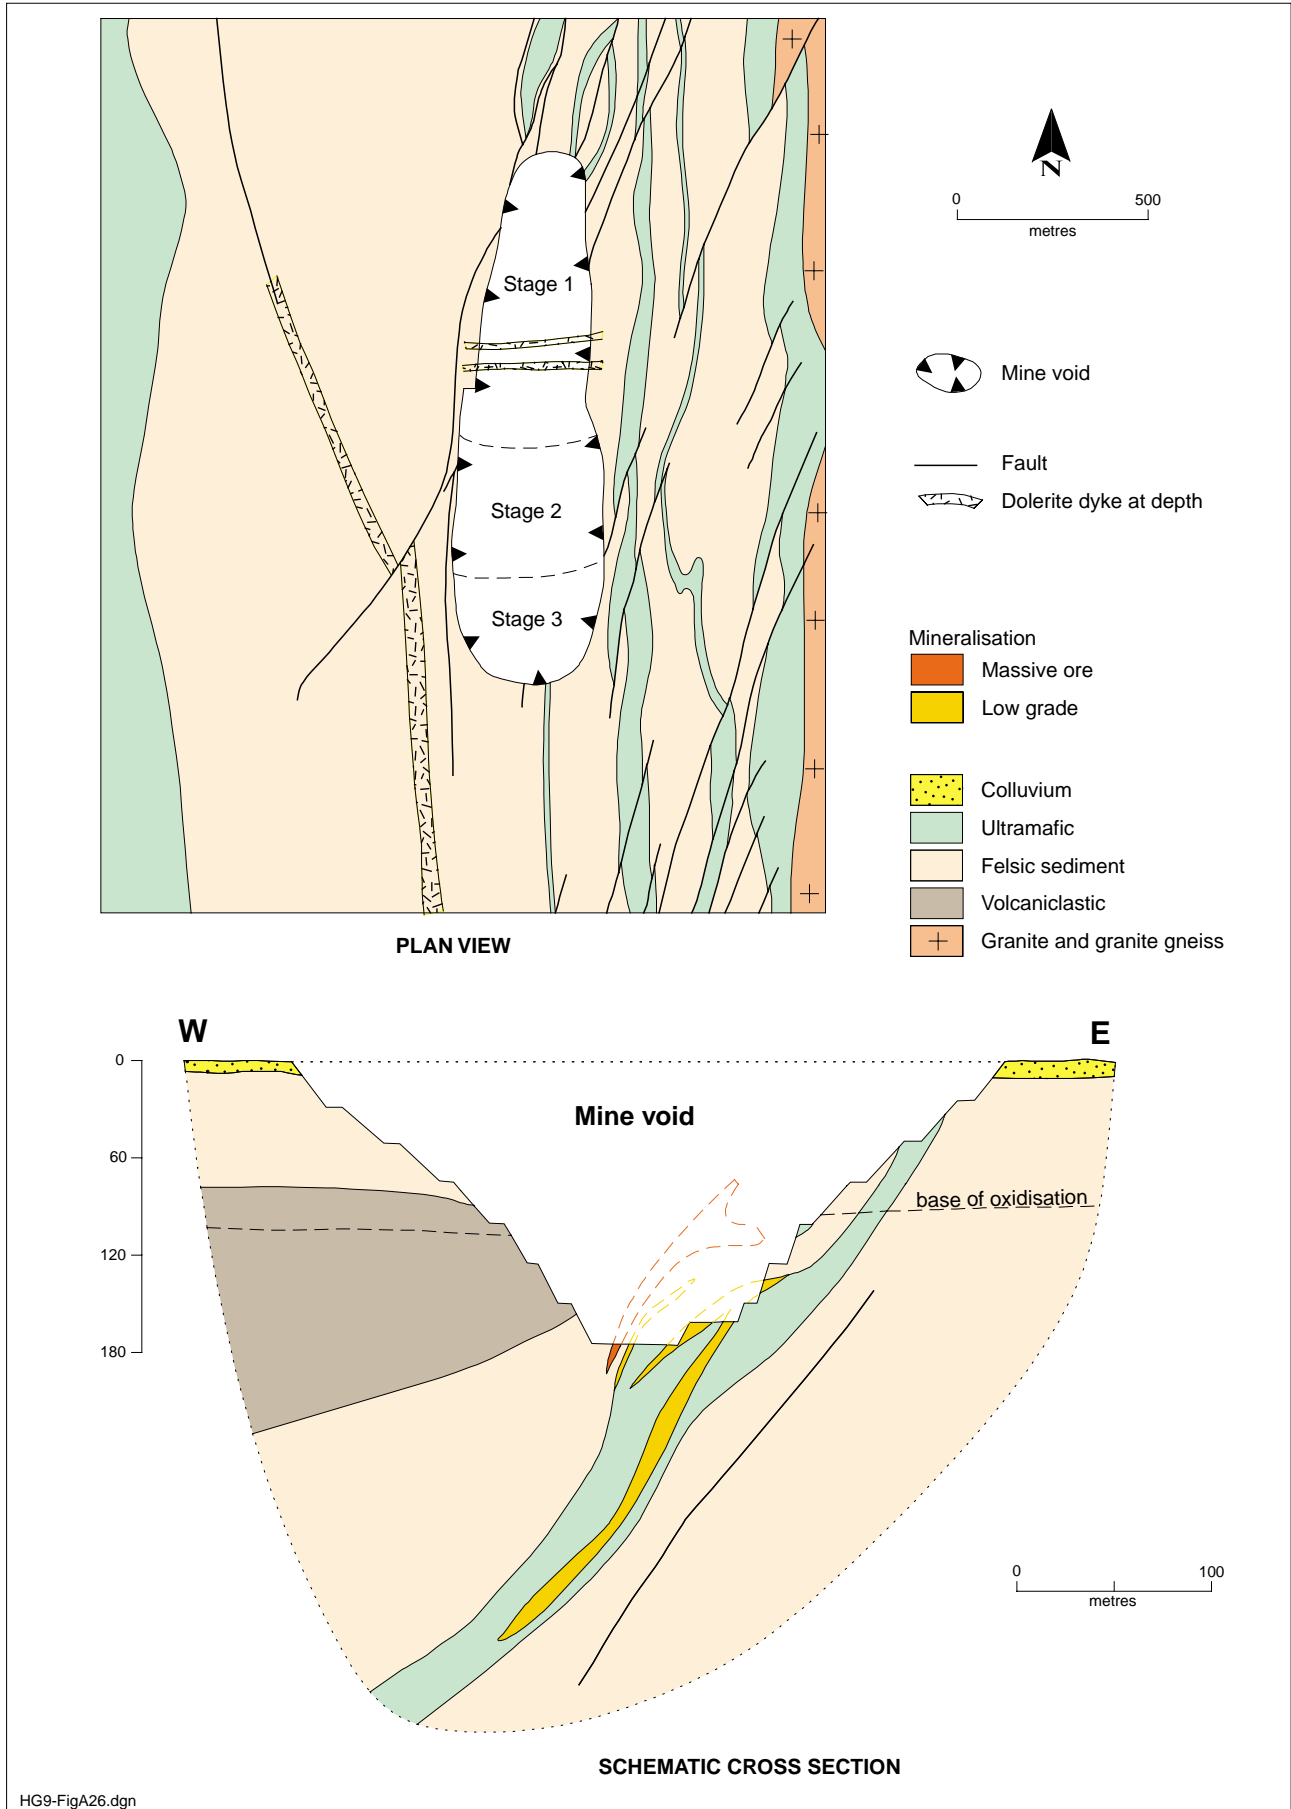 N
0 500
metres
Stage 1
Mine void
Fault
Dolerite dyke at depth
Stage 2
Stage 3
Mineralisation
Massive ore
Low grade
Colluvium
Ultramafic
Felsic sediment
Volcaniclastic
Granite and granite gneiss
PLAN VIEW
W E
0
Mine void
60
base of oxidisation
120
180
0 100
metres
SCHEMATIC CROSS SECTION
HG9-FigA26.dgn